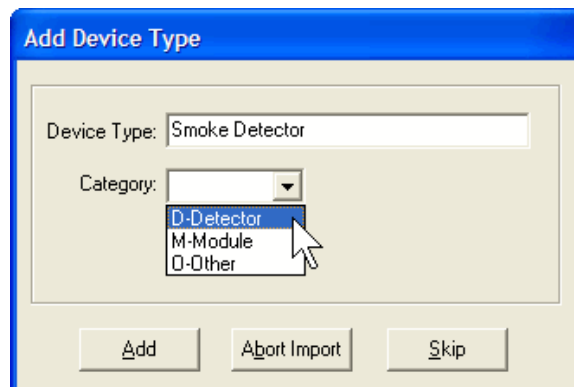 Add Device Type
Device Type: Smoke Detector
Category:
D-Detector
M-Module
O-Other
Add Abort Import Skip